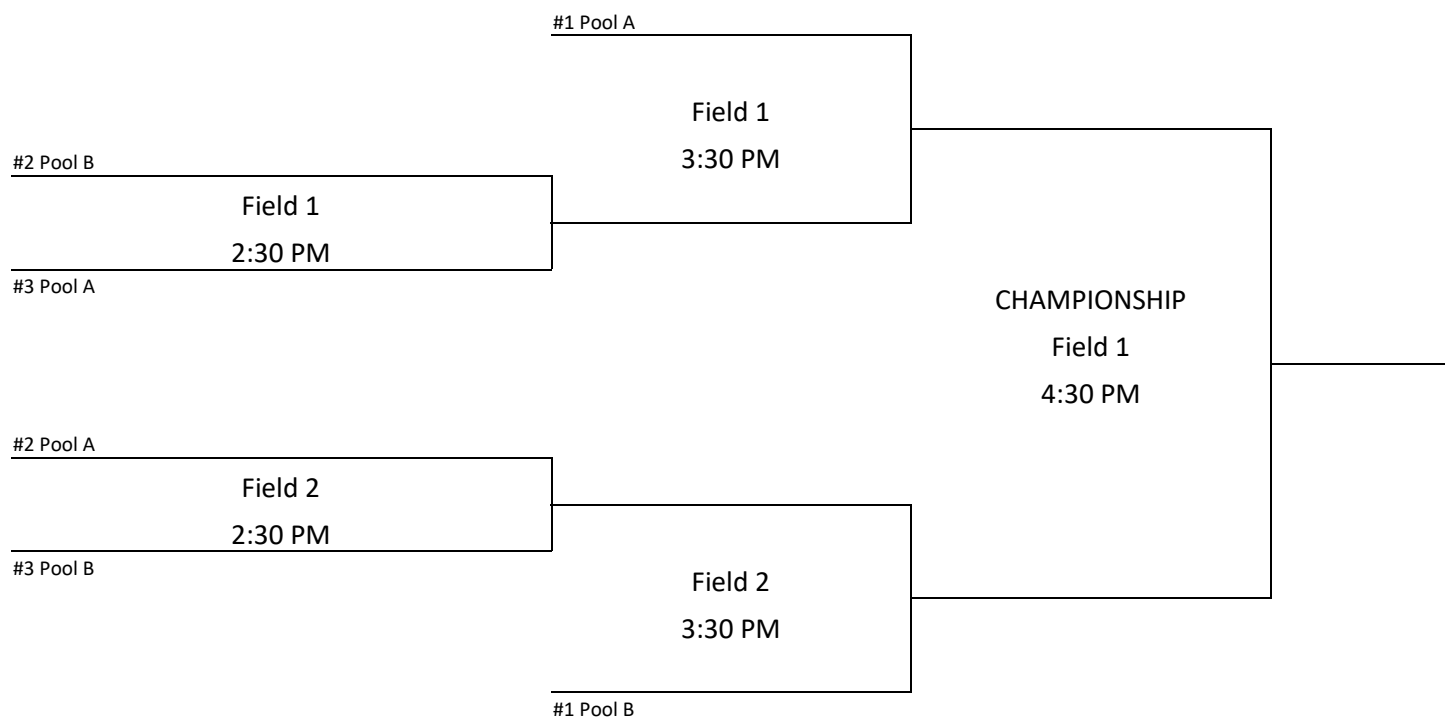 #1 Pool A
Field 1
3:30 PM
#2 Pool B
Field 1
2:30 PM
#3 Pool A
CHAMPIONSHIP
Field 1
4:30 PM
#2 Pool A
Field 2
2:30 PM
#3 Pool B
Field 2
3:30 PM
#1 Pool B